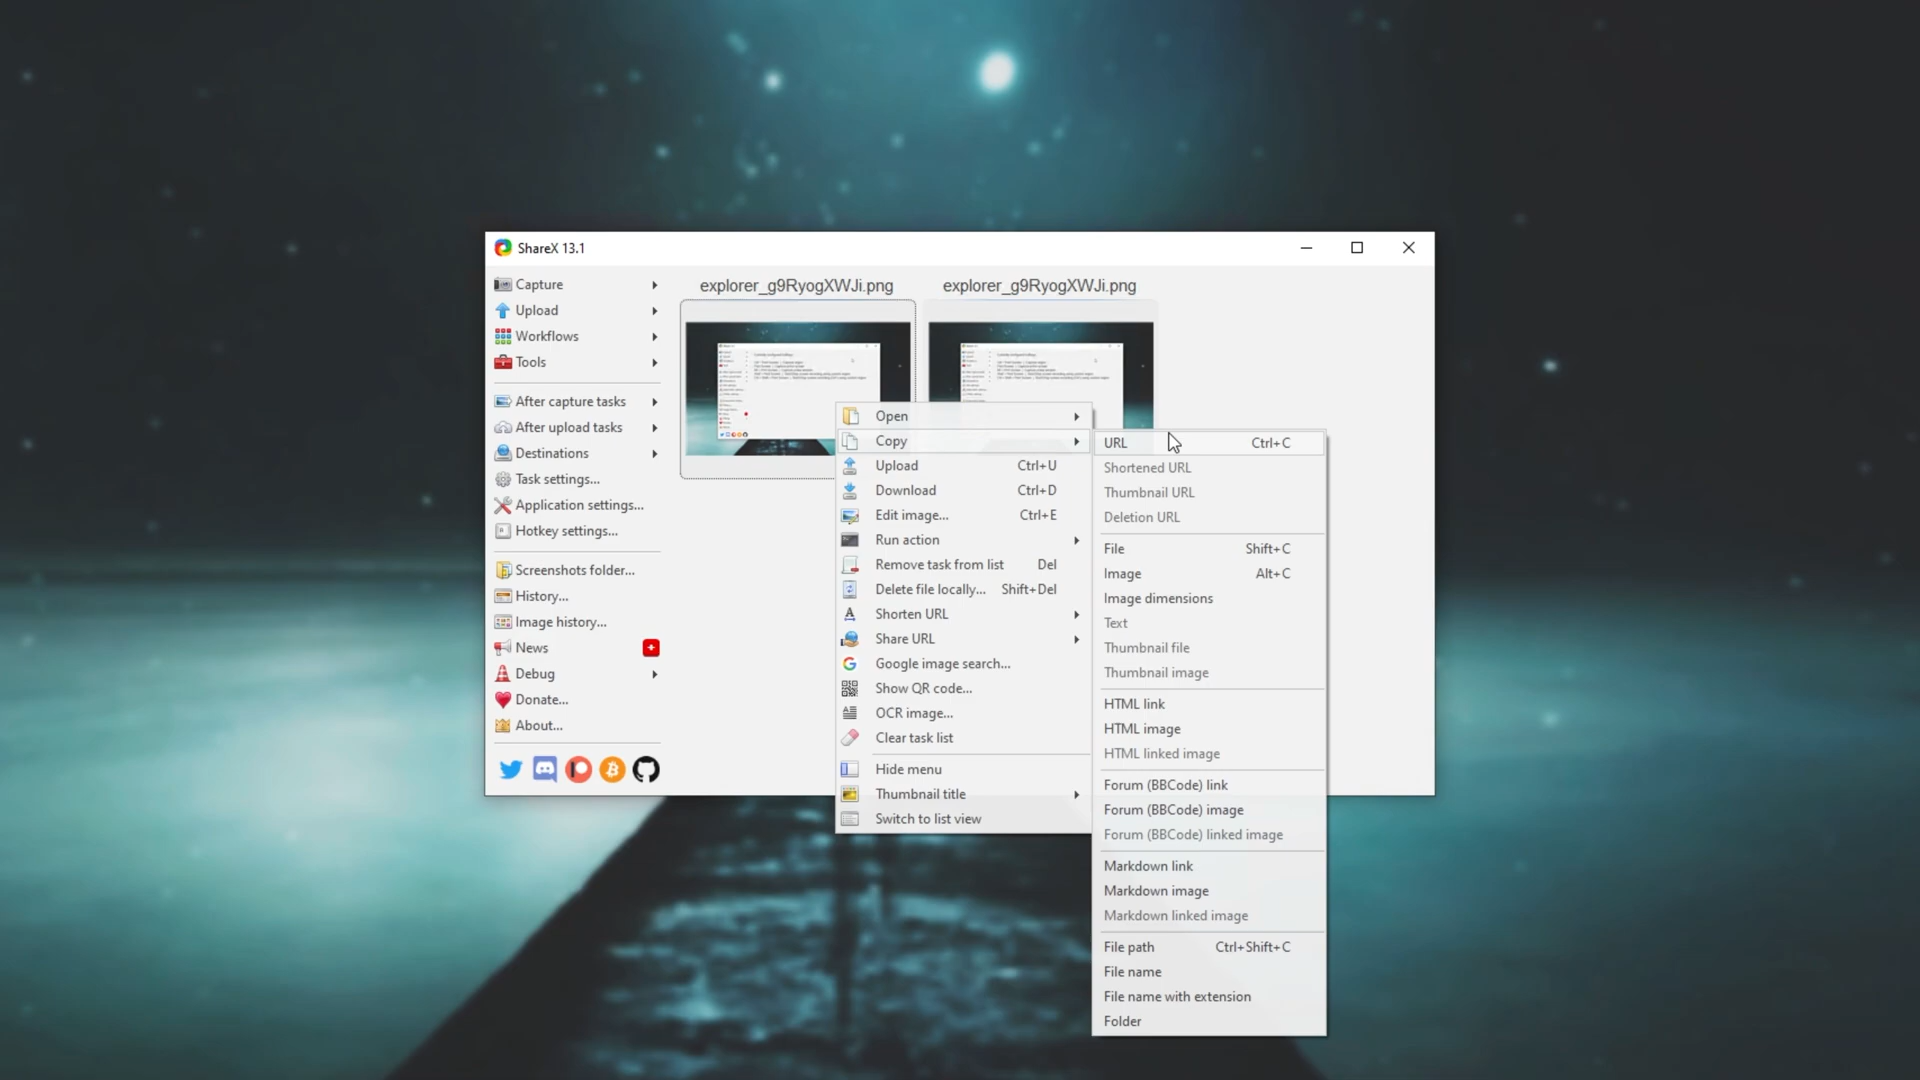 ShareX 13.1
Capture
Upload
Workflows
Tools
After capture tasks
After upload tasks
Destinations
Task settings...
Application settings...
Hotkey settings...
Screenshots folder...
History...
Image history...
News
Debug
Donate...
About...
explorer_g9RyogXWJi.png
explorer_g9RyogXWJi.png
Open
Copy
Upload Ctrl+U
Download Ctrl+D
Edit image... Ctrl+E
Run action
Remove task from list Del
Delete file locally... Shift+Del
Shorten URL
Share URL
Google image search...
Show QR code...
OCR image...
Clear task list
Hide menu
Thumbnail title
Switch to list view
URL Ctrl+C
Shortened URL
Thumbnail URL
Deletion URL
File Shift+C
Image Alt+C
Image dimensions
Text
Thumbnail file
Thumbnail image
HTML link
HTML image
HTML linked image
Forum (BBCode) link
Forum (BBCode) image
Forum (BBCode) linked image
Markdown link
Markdown image
Markdown linked image
File path Ctrl+Shift+C
File name
File name with extension
Folder